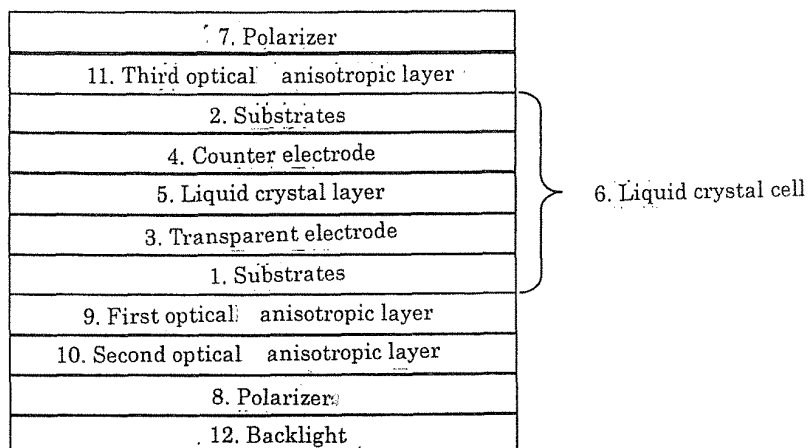 7. Polarizer
11. Third optical anisotropic layer
2. Substrates
4. Counter electrode
5. Liquid crystal layer
6. Liquid crystal cell
3. Transparent electrode
1. Substrates
9. First optical anisotropic layer
10. Second optical anisotropic layer
8. Polarizer
12. Backlight